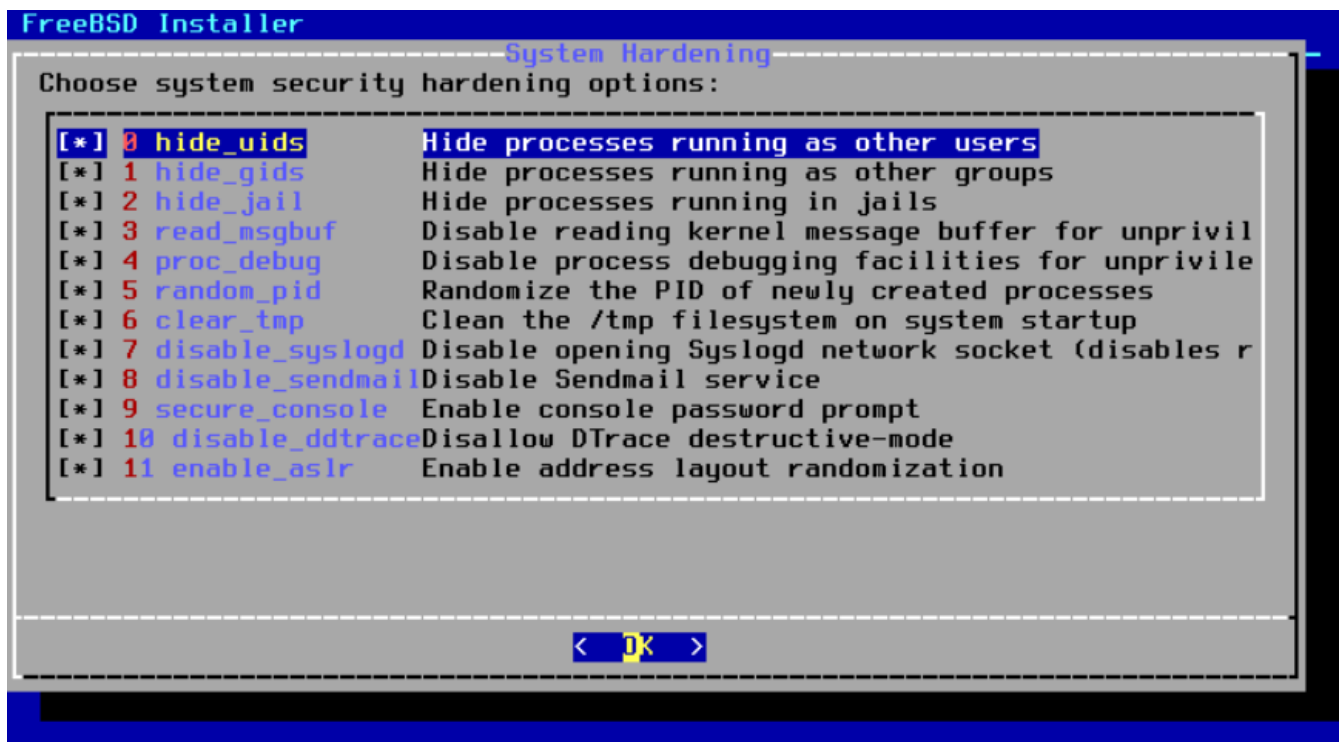 FreeBSD Installer
System Hardening
Choose system security hardening options:
[*] 0 hide_uids Hide processes running as other users
[*] 1 hide_gids Hide processes running as other groups
[*] 2 hide_jail Hide processes running in jails
[*] 3 read_msgbuf Disable reading kernel message buffer for unprivil
[*] 4 proc_debug Disable process debugging facilities for unprivile
[*] 5 random_pid Randomize the PID of newly created processes
[*] 6 clear_tmp Clean the /tmp filesystem on system startup
[*] 7 disable_syslogd Disable opening Syslogd network socket (disables r
[*] 8 disable_sendmailDisable Sendmail service
[*] 9 secure_console Enable console password prompt
[*] 10 disable_ddtraceDisallow DTrace destructive-mode
[*] 11 enable_aslr Enable address layout randomization
< OK >